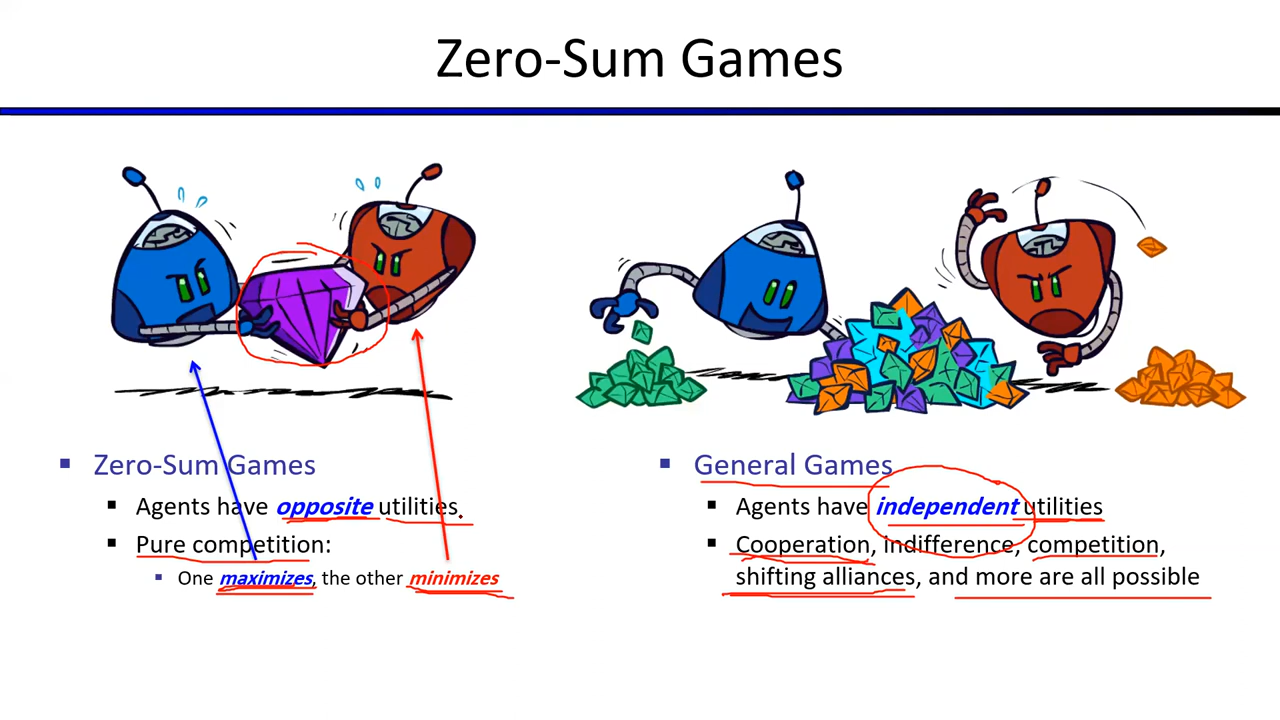 Zero-Sum Games
Zero-Sum Games
Agents have opposite utilities.
Pure competition:
One maximizes, the other minimizes
General Games
Agents have independent utilities
Cooperation, indifference, competition,
shifting alliances, and more are all possible